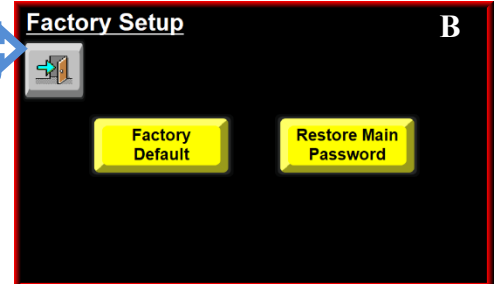 Factory Setup
B
Factory
Default
Restore Main
Password